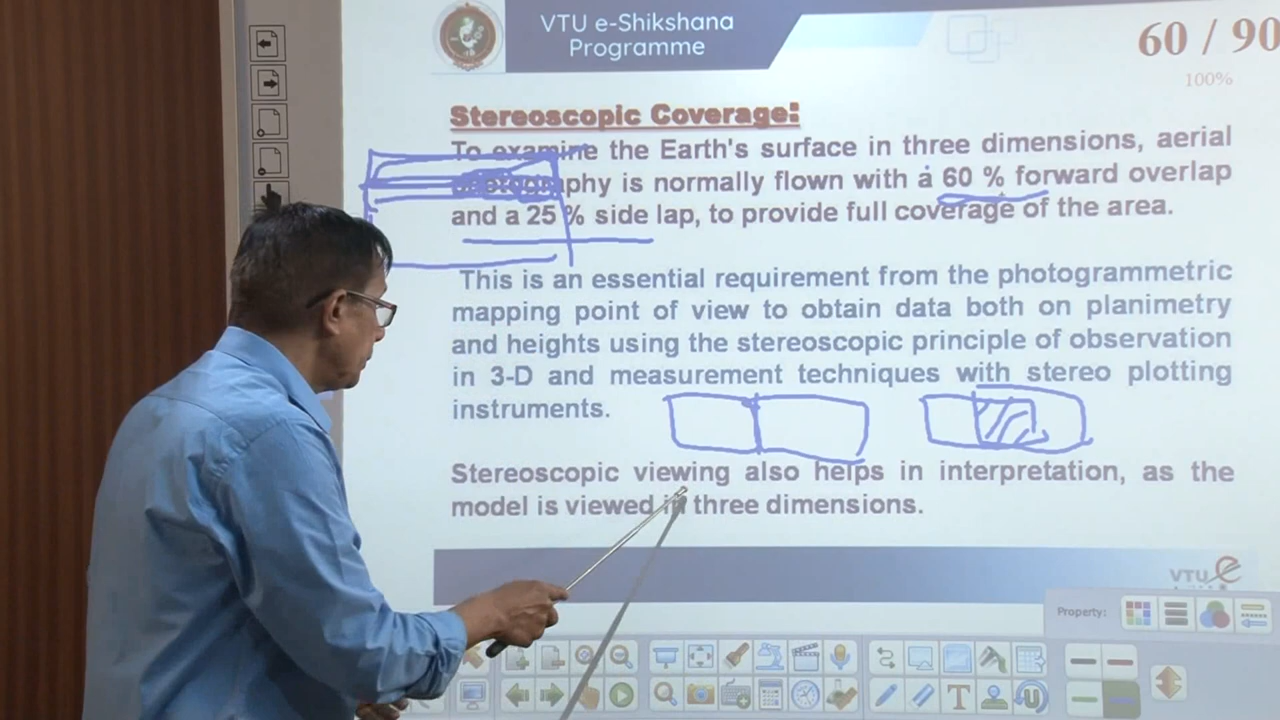 VTU e-Shikshana
Programme
60 / 90
100%
Stereoscopic Coverage:
To examine the Earth's surface in three dimensions, aerial
is normally flown with a 60 % forward overlap
and a 25 % side lap, to provide full coverage of the area.
This is an essential requirement from the photogrammetric
mapping point of view to obtain data both on planimetry
and heights using the stereoscopic principle of observation
in 3-D and measurement techniques with stereo plotting
instruments.
Stereoscopic viewing also helps in interpretation, as the
model is viewed in three dimensions.
VTU e
Property: